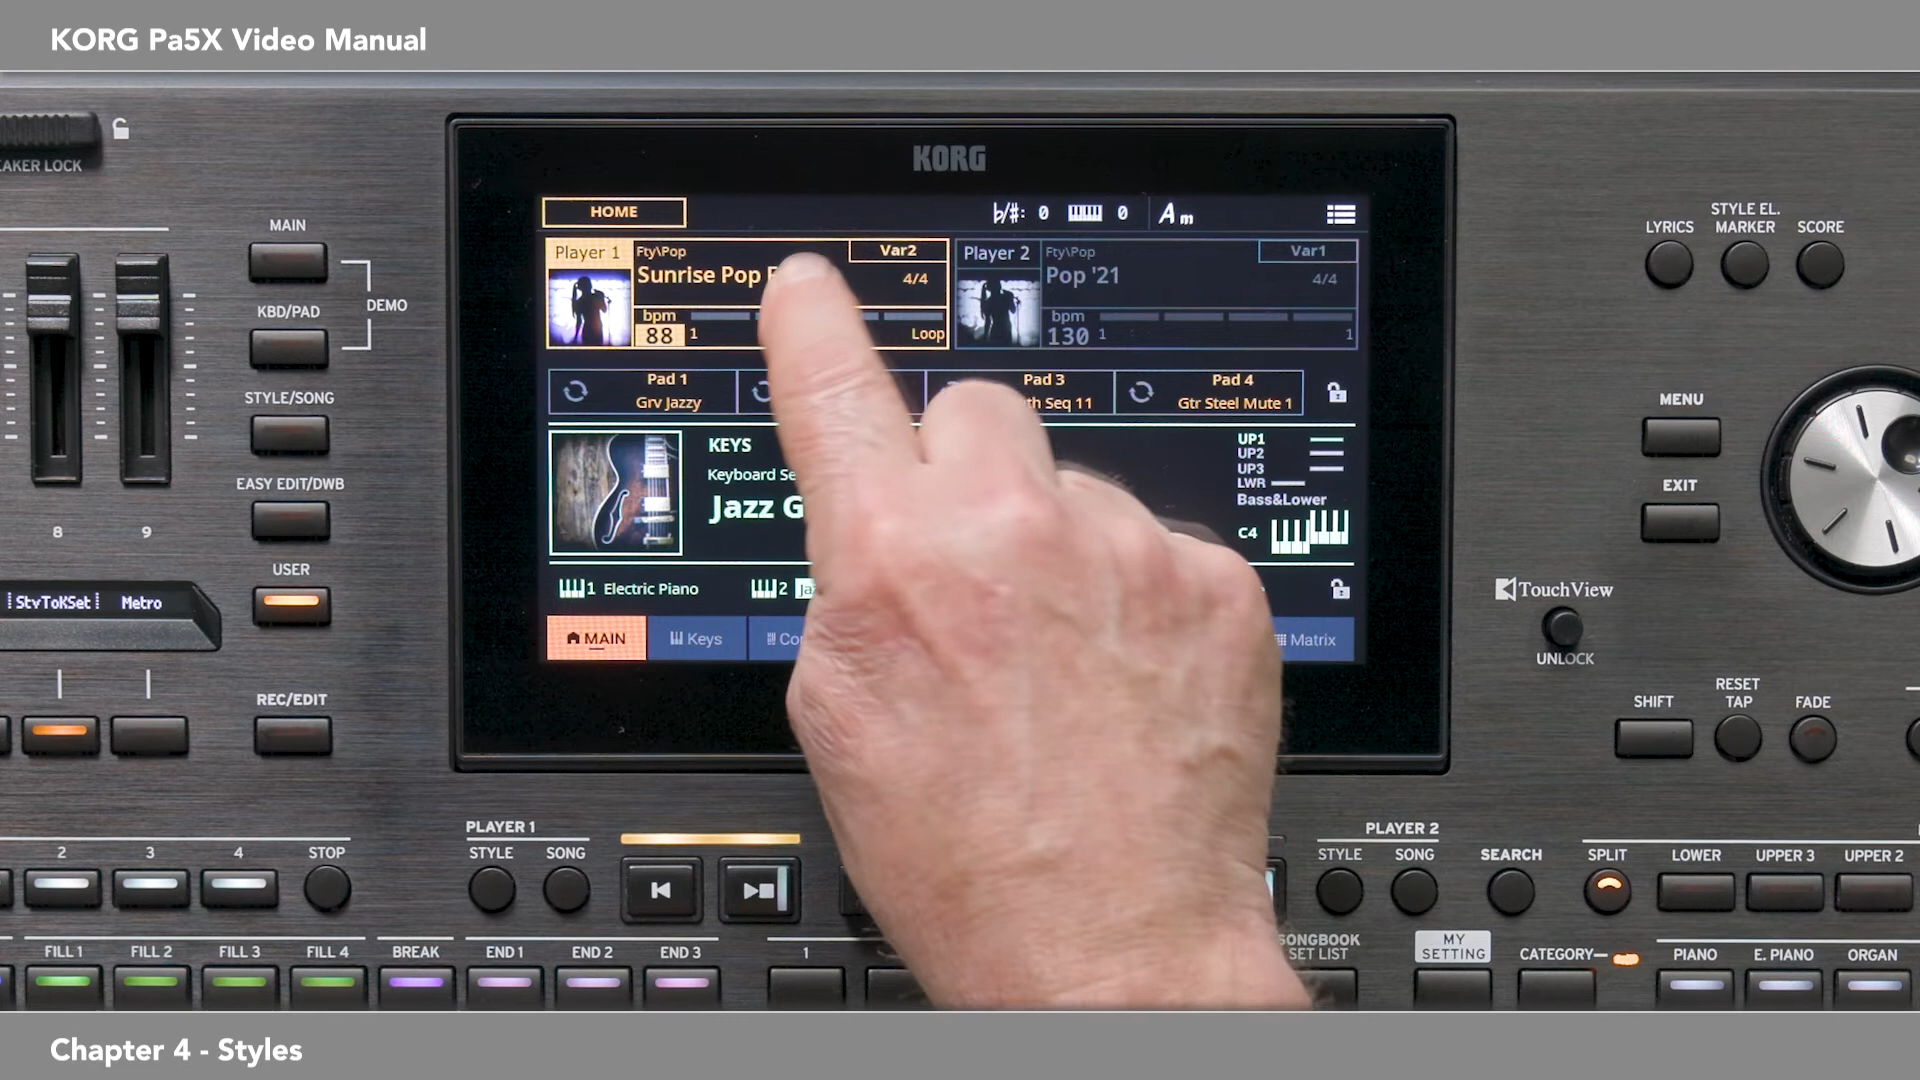 KORG Pa5X Video Manual
KORG
AKER LOCK
MAIN
KBD/PAD
DEMO
STYLE/SONG
EASY EDIT/DWB
8 9
USER
StvToKSet Metro
REC/EDIT
HOME
♭/♯: 0 0 Am
Player 1 Fty\Pop Var2
Sunrise Pop
4/4
bpm
88 1 Loop
Player 2 Fty\Pop Var1
Pop '21
4/4
bpm
130 1 1
Pad 1
Grv Jazzy
Pad 3
Seq 11
Pad 4
Gtr Steel Mute 1
KEYS
Keyboard
Jazz
UP1
UP2
UP3
LWR
Bass&Lower
C4
1 Electric Piano 2
MAIN Keys Matrix
LYRICS
STYLE EL.
MARKER
SCORE
MENU
EXIT
TouchView
UNLOCK
SHIFT
RESET
TAP
FADE
2 3 4 STOP
PLAYER 1
STYLE SONG
PLAYER 2
STYLE SONG
SEARCH
SPLIT
LOWER UPPER 3 UPPER 2
FILL 1 FILL 2 FILL 3 FILL 4 BREAK END 1 END 2 END 3
1
SONGBOOK
SET LIST
MY
SETTING
CATEGORY
PIANO E. PIANO ORGAN
Chapter 4 - Styles